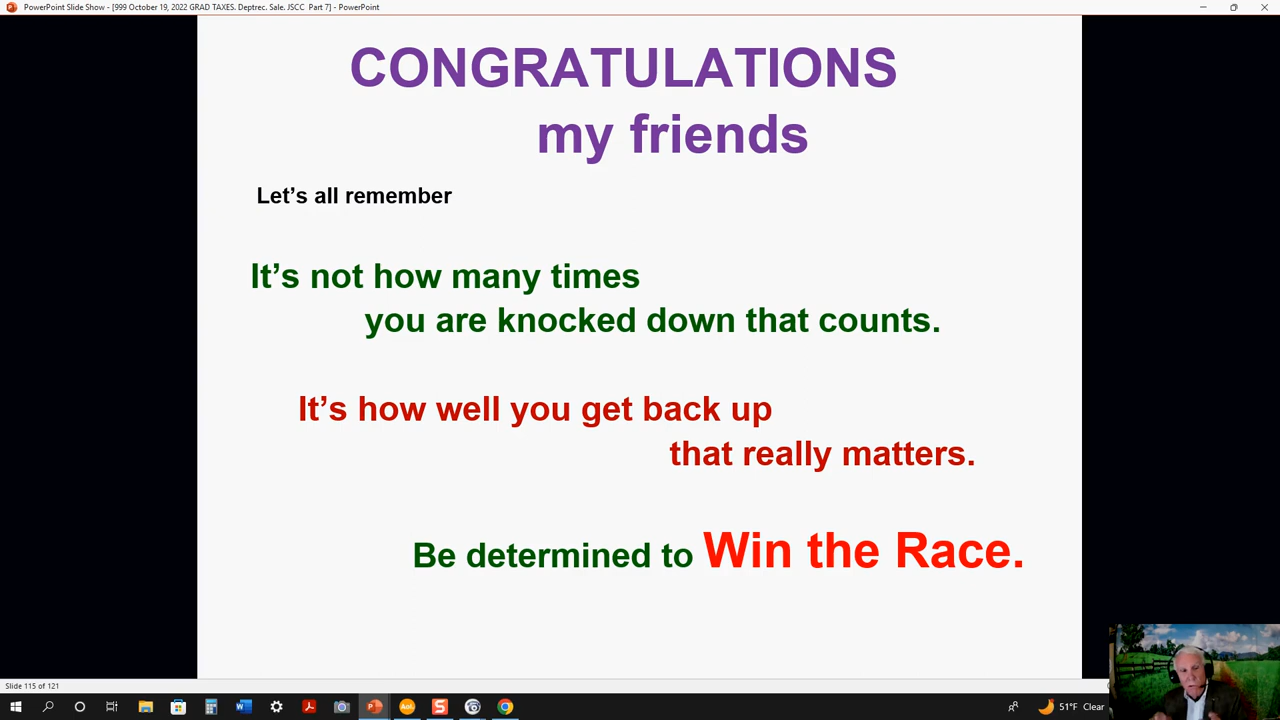 PowerPoint Slide Show - [999 October 19, 2022 GRAD TAXES. Deptrec. Sale. JSCC Part 7] - PowerPoint
CONGRATULATIONS
my friends
Let's all remember
It's not how many times
you are knocked down that counts.
It's how well you get back up
that really matters.
Be determined to Win the Race.
Slide 115 of 121
51°F Clear